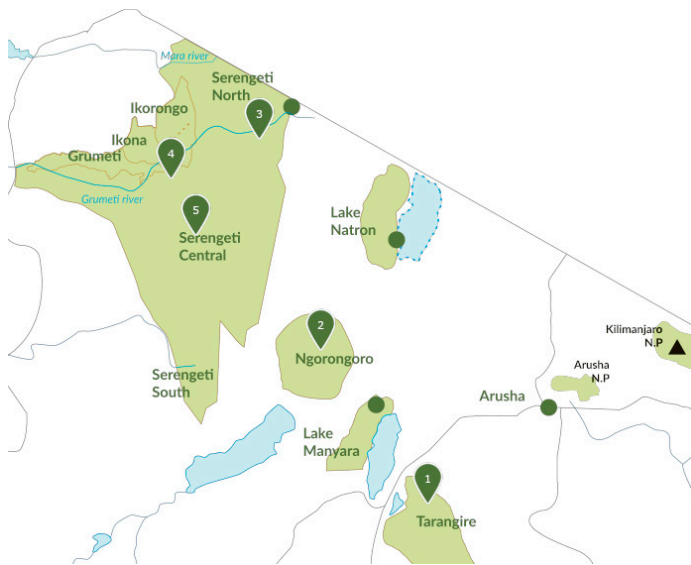 Mara river
Serengeti
North
3
Ikorongo
Ikona
Grumeti
4
Grumeti river
5
Serengeti
Central
Lake
Natron
2
Ngorongoro
Kilimanjaro
N.P
Arusha
N.P
Serengeti
South
Arusha
Lake
Manyara
1
Tarangire